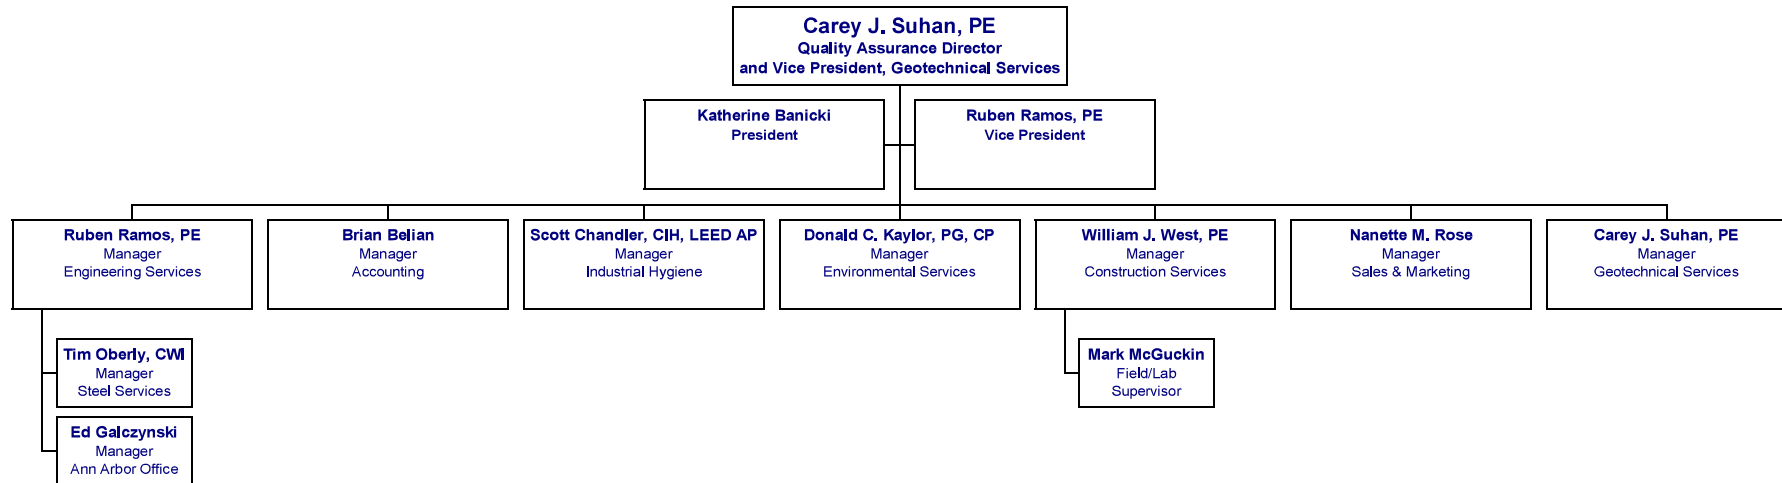 Carey J. Suhan, PE
Quality Assurance Director
and Vice President, Geotechnical Services
Katherine Banicki
President
Ruben Ramos, PE
Vice President
Ruben Ramos, PE
Manager
Engineering Services
Brian Belian
Manager
Accounting
Scott Chandler, CIH, LEED AP
Manager
Industrial Hygiene
Donald C. Kaylor, PG, CP
Manager
Environmental Services
William J. West, PE
Manager
Construction Services
Nanette M. Rose
Manager
Sales & Marketing
Carey J. Suhan, PE
Manager
Geotechnical Services
Tim Oberly, CWI
Manager
Steel Services
Ed Galczynski
Manager
Ann Arbor Office
Mark McGuckin
Field/Lab
Supervisor